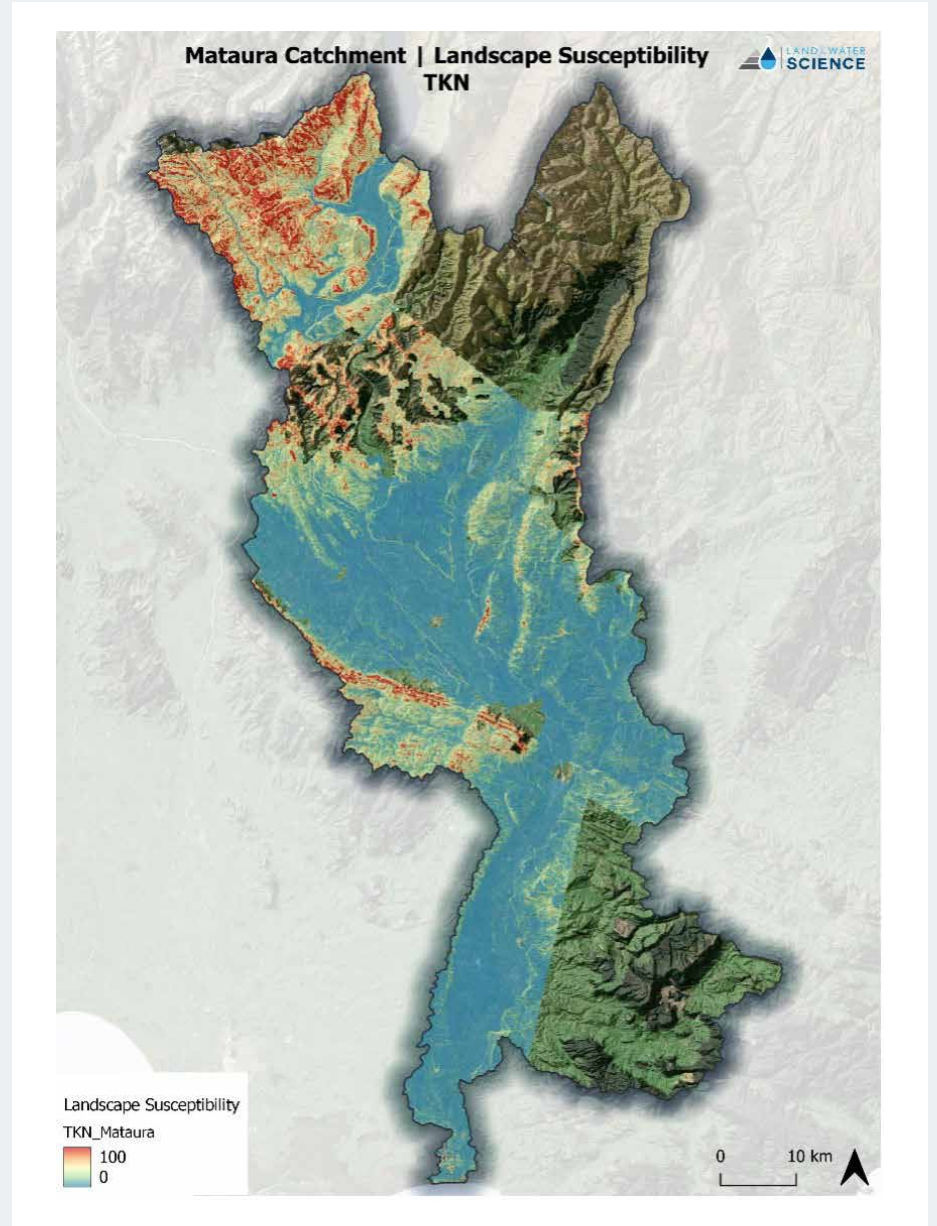 Mataura Catchment | Landscape Susceptibility
TKN
LAND & WATER
SCIENCE
Landscape Susceptibility
TKN_Mataura
100
0
0 10 km